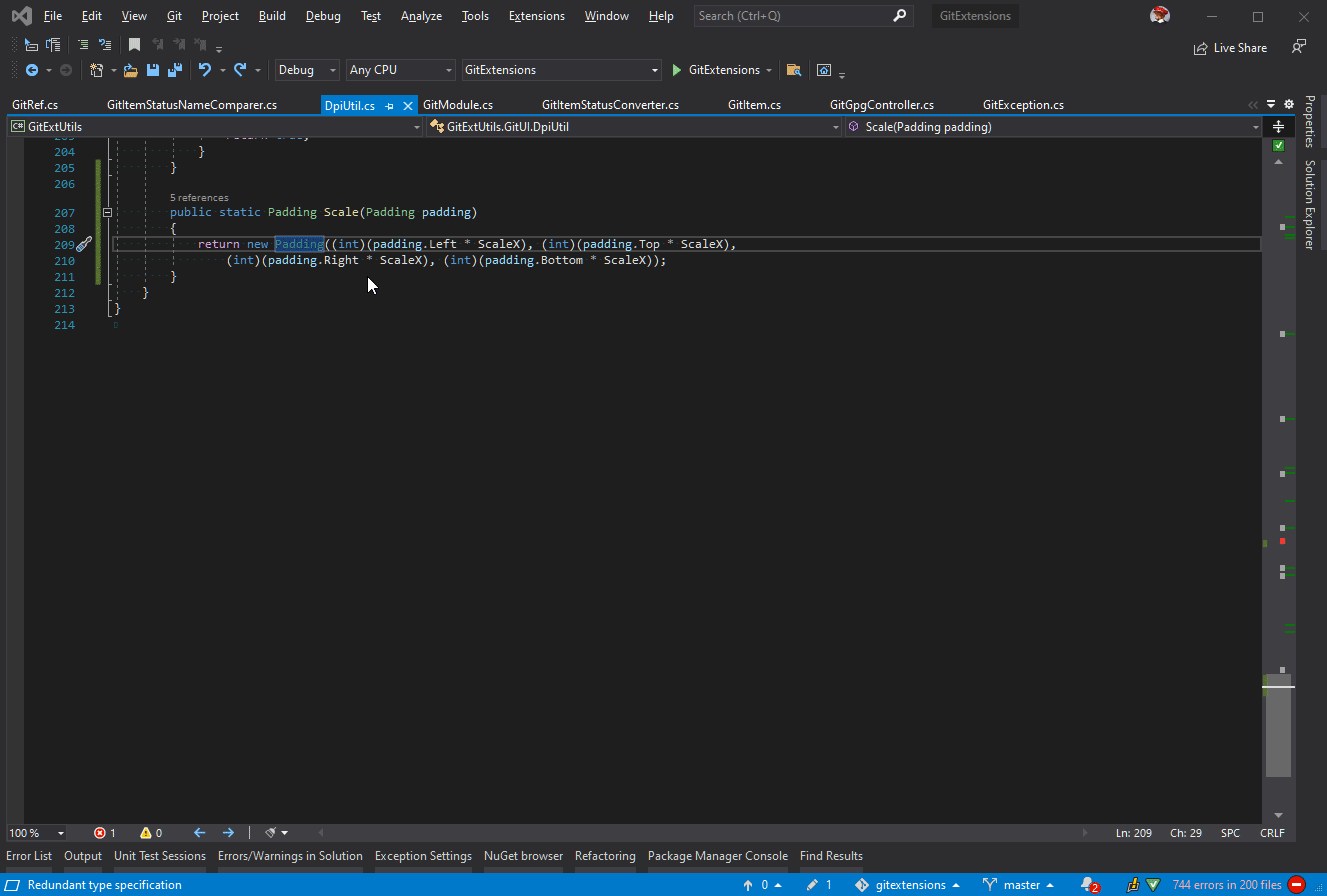 File Edit View Git Project Build Debug Test Analyze Tools Extensions Window Help Search (Ctrl+Q) GitExtensions
Live Share
Debug Any CPU GitExtensions GitExtensions
GitRef.cs GitItemStatusNameComparer.cs DpiUtil.cs GitModule.cs GitItemStatusConverter.cs GitItem.cs GitGpgController.cs GitException.cs
C# GitExtUtils GitExtUtils.GitUI.DpiUtil Scale(Padding padding)
Properties
Solution Explorer
204 }
205 }
206
5 references
207 public static Padding Scale(Padding padding)
208 {
209 return new Padding((int)(padding.Left * ScaleX), (int)(padding.Top * ScaleX),
210 (int)(padding.Right * ScaleX), (int)(padding.Bottom * ScaleX));
211 }
212 }
213 }
214
100 % 1 0 Ln: 209 Ch: 29 SPC CRLF
Error List Output Unit Test Sessions Errors/Warnings in Solution Exception Settings NuGet browser Refactoring Package Manager Console Find Results
Redundant type specification 0 1 gitextensions master 2 744 errors in 200 files